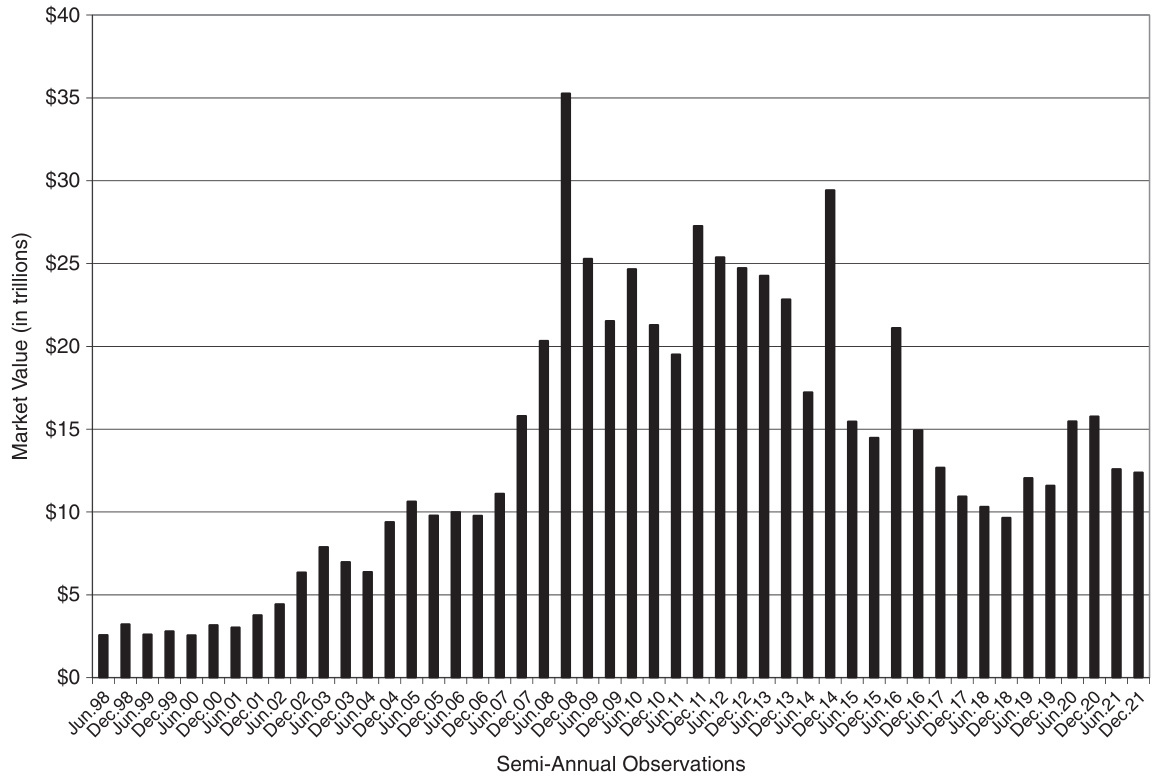 $40
$35
$30
$25
$20
$15
$10
$5
$0
Market Value (in trillions)
Jun.98
Dec.98
Jun.99
Dec.99
Jun.00
Dec.00
Jun.01
Dec.01
Jun.02
Dec.02
Jun.03
Dec.03
Jun.04
Dec.04
Jun.05
Dec.05
Jun.06
Dec.06
Jun.07
Dec.07
Jun.08
Dec.08
Jun.09
Dec.09
Jun.10
Dec.10
Jun.11
Dec.11
Jun.12
Dec.12
Jun.13
Dec.13
Jun.14
Dec.14
Jun.15
Dec.15
Jun.16
Dec.16
Jun.17
Dec.17
Jun.18
Dec.18
Jun.19
Dec.19
Jun.20
Dec.20
Jun.21
Dec.21
Semi-Annual Observations